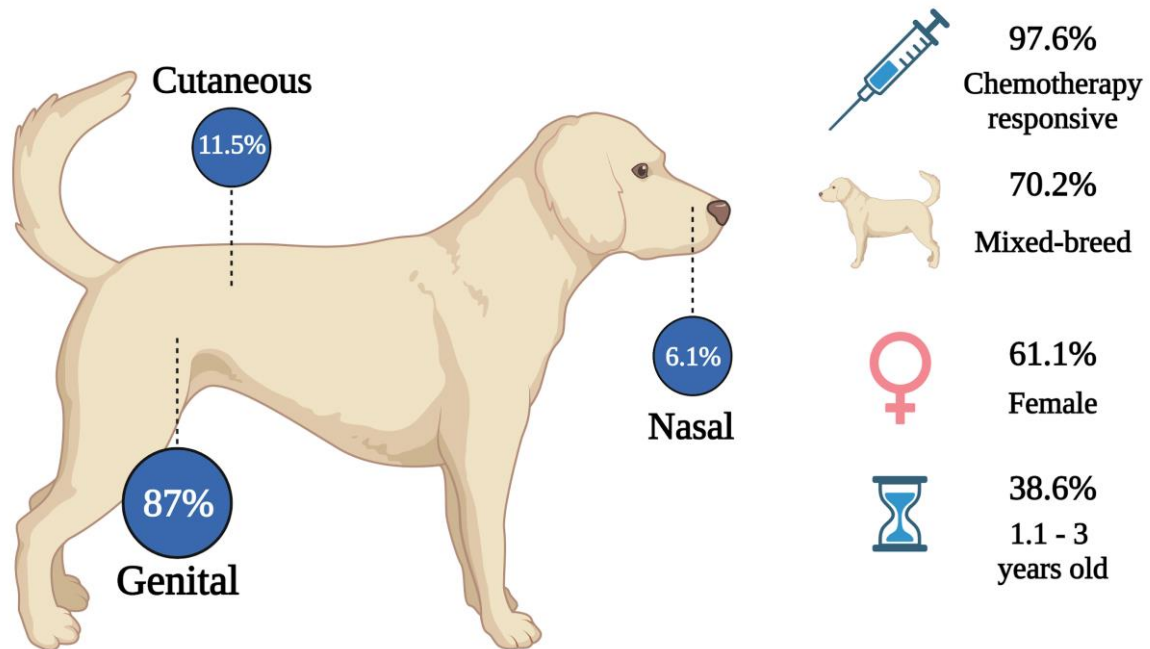 Cutaneous
11.5%
87%
Genital
6.1%
Nasal
97.6%
Chemotherapy
responsive
70.2%
Mixed-breed
61.1%
Female
38.6%
1.1 - 3
years old